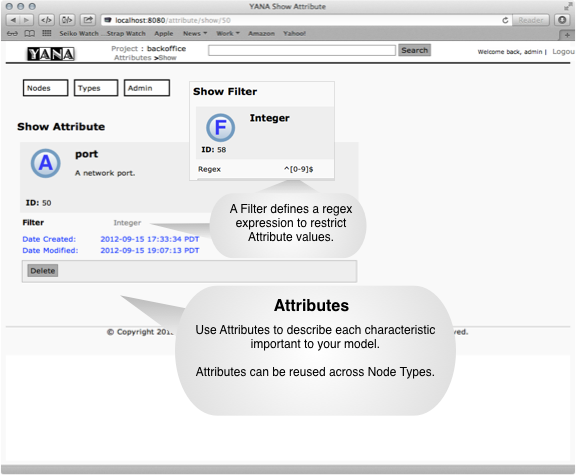 YANA Show Attribute
localhost:8080/attribute/show/50
Reader
Seiko Watch...Strap Watch Apple News Work Amazon Yahoo!
YANA
Project : backoffice
Attributes >Show
Search
Welcome back, admin | Logou
Nodes Types Admin
Show Filter
F
Integer
ID: 58
Regex ^[0-9]$
Show Attribute
A
port
A network port.
ID: 50
Filter Integer
Date Created: 2012-09-15 17:33:34 PDT
Date Modified: 2012-09-15 19:07:13 PDT
Delete
A Filter defines a regex
expression to restrict
Attribute values.
© Copyright
ved.
Attributes
Use Attributes to describe each characteristic
important to your model.
Attributes can be reused across Node Types.